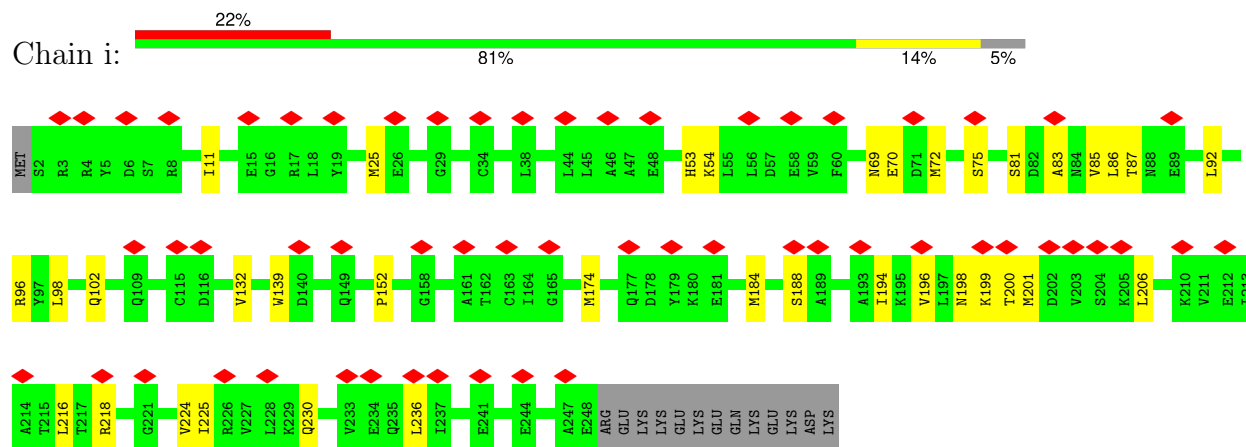 22%
Chain i:
81% 14% 5%
MET S2 R3 R4 Y5 D6 S7 R8 I11 E15 G16 R17 L18 Y19 M25 E26 G29 C34 L38 L44 L45 A46 A47 E48 H53 K54 L55 L56 D57 E58 V59 F60 N69 E70 D71 M72 S75 S81 D82 A83 N84 V85 L86 T87 N88 E89 L92
R96 Y97 L98 Q102 Q109 C115 D116 V132 W139 D140 Q149 P152 G158 A161 T162 C163 I164 G165 M174 Q177 D178 Y179 K180 E181 M184 S188 A189 A193 I194 K195 V196 L197 N198 K199 T200 M201 D202 V203 S204 K205 L206 K210 V211 E212
A214 T215 L216 T217 R218 G221 V224 I225 R226 V227 L228 K229 Q230 V233 E234 Q235 L236 I237 E241 E244 A247 E248 ARG GLU LYS LYS GLU LYS GLU GLN LYS GLU LYS ASP LYS